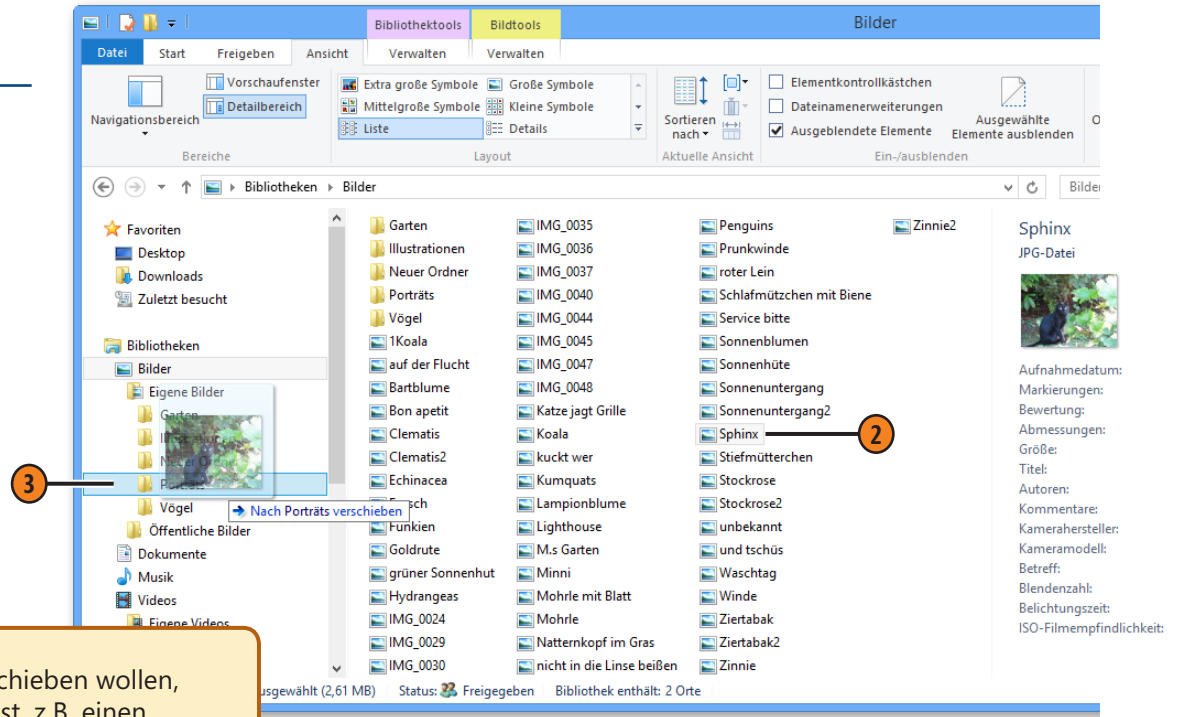 Bibliothektools Bildtools Bilder
Datei Start Freigeben Ansicht Verwalten Verwalten
Navigationsbereich
Vorschaufenster
Detailbereich
Bereiche
Extra große Symbole Große Symbole
Mittelgroße Symbole Kleine Symbole
Liste Details
Layout
Sortieren
nach
Aktuelle Ansicht
Elementkontrollkästchen
Dateinamenerweiterungen
Ausgeblendete Elemente
Ausgewählte
Elemente ausblenden
Ein-/ausblenden
Bibliotheken Bilder
Favoriten
Desktop
Downloads
Zuletzt besucht
Bibliotheken
Bilder
Eigene Bilder
Garten
Illustrationen
Neuer Ordner
Porträts
Vögel
Nach Porträts verschieben
Öffentliche Bilder
Dokumente
Musik
Videos
Eigene Videos
3
Garten
Illustrationen
Neuer Ordner
Porträts
Vögel
1Koala
auf der Flucht
Bartblume
Bon apetit
Clematis
Clematis2
Echinacea
Funkien
Goldrute
grüner Sonnenhut
Hydrangeas
IMG_0024
IMG_0029
IMG_0030
IMG_0035
IMG_0036
IMG_0037
IMG_0040
IMG_0044
IMG_0045
IMG_0047
IMG_0048
Katze jagt Grille
Koala
kuckt wer
Kumquats
Lampionblume
Lighthouse
M.s Garten
Minni
Mohrle mit Blatt
Mohrle
Natternkopf im Gras
nicht in die Linse beißen
Penguins
Prunkwinde
roter Lein
Schlafmützchen mit Biene
Service bitte
Sonnenblumen
Sonnenhüte
Sonnenuntergang
Sonnenuntergang2
Sphinx
2
Stiefmütterchen
Stockrose
Stockrose2
unbekannt
und tschüs
Waschtag
Winde
Ziertabak
Ziertabak2
Zinnie
Zinnie2
Sphinx
JPG-Datei
Aufnahmedatum:
Markierungen:
Bewertung:
Abmessungen:
Größe:
Titel:
Autoren:
Kommentare:
Kamerahersteller:
Kameramodell:
Betreff:
Blendenzahl:
Belichtungszeit:
ISO-Filmempfindlichkeit:
(2,61 MB) Status: Freigegeben Bibliothek enthält: 2 Orte
chieben wollen,
st, z.B. einen